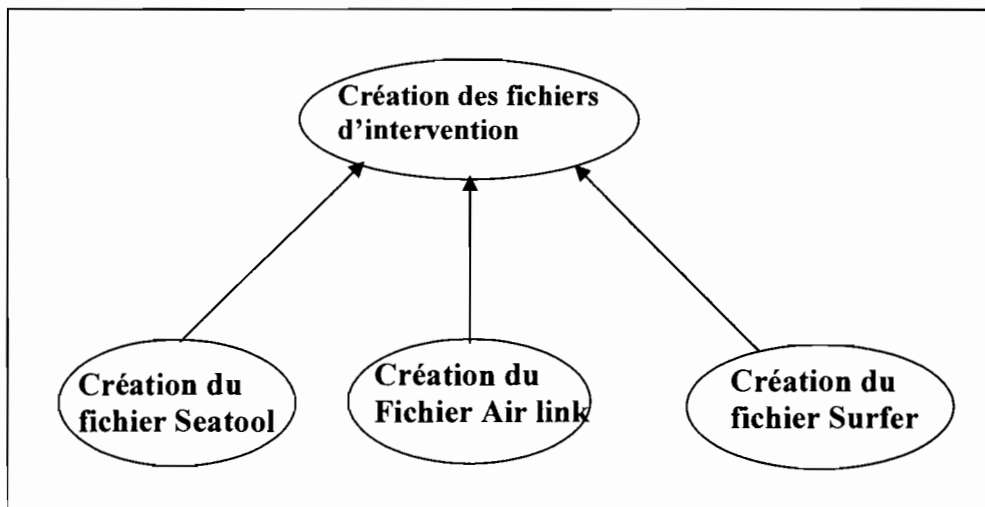 Création des fichiers
d'intervention
Création du
fichier Seatool
Création du
Fichier Air link
Création du
fichier Surfer